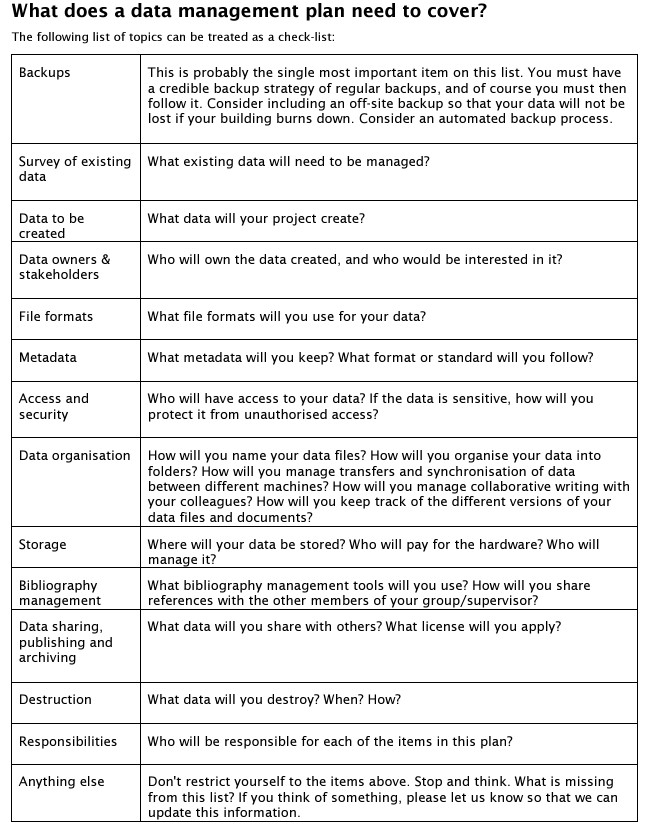 What does a data management plan need to cover?
The following list of topics can be treated as a check-list:
Backups
This is probably the single most important item on this list. You must have
a credible backup strategy of regular backups, and of course you must then
follow it. Consider including an off-site backup so that your data will not be
lost if your building burns down. Consider an automated backup process.
Survey of existing
data
What existing data will need to be managed?
Data to be
created
What data will your project create?
Data owners &
stakeholders
Who will own the data created, and who would be interested in it?
File formats
What file formats will you use for your data?
Metadata
What metadata will you keep? What format or standard will you follow?
Access and
security
Who will have access to your data? If the data is sensitive, how will you
protect it from unauthorised access?
Data organisation
How will you name your data files? How will you organise your data into
folders? How will you manage transfers and synchronisation of data
between different machines? How will you manage collaborative writing with
your colleagues? How will you keep track of the different versions of your
data files and documents?
Storage
Where will your data be stored? Who will pay for the hardware? Who will
manage it?
Bibliography
management
What bibliography management tools will you use? How will you share
references with the other members of your group/supervisor?
Data sharing,
publishing and
archiving
What data will you share with others? What license will you apply?
Destruction
What data will you destroy? When? How?
Responsibilities
Who will be responsible for each of the items in this plan?
Anything else
Don't restrict yourself to the items above. Stop and think. What is missing
from this list? If you think of something, please let us know so that we can
update this information.